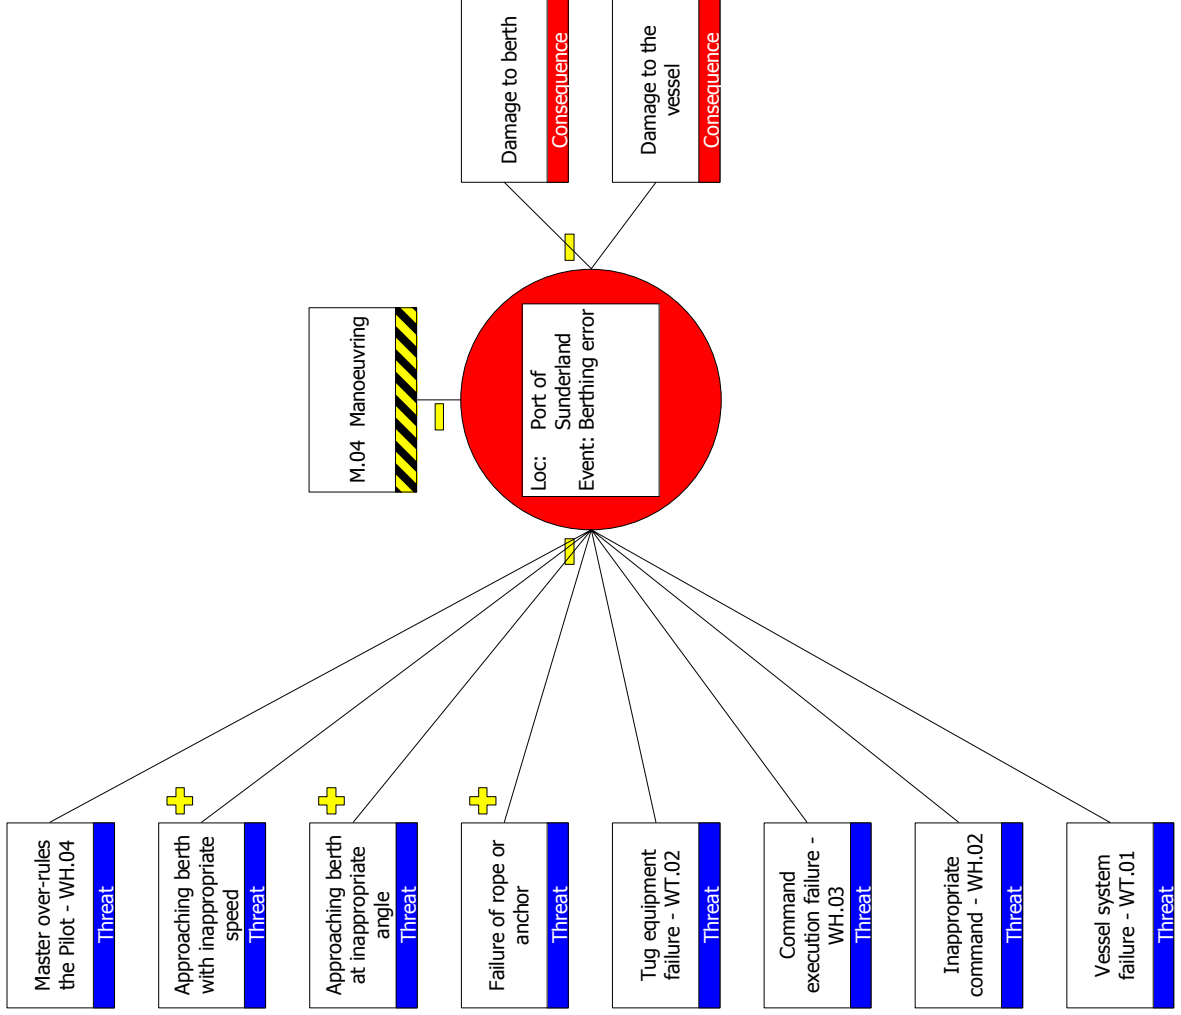 Master over-rules
the Pilot - WH.04
Threat
Approaching berth
with inappropriate
speed
Threat
Approaching berth
at inappropriate
angle
Threat
Failure of rope or
anchor
Threat
Tug equipment
failure - WT.02
Threat
Command
execution failure -
WH.03
Threat
Inappropriate
command - WH.02
Threat
Vessel system
failure - WT.01
Threat
M.04 Manoeuvring
Loc: Port of
Sunderland
Event: Berthing error
Damage to berth
Consequence
Damage to the
vessel
Consequence